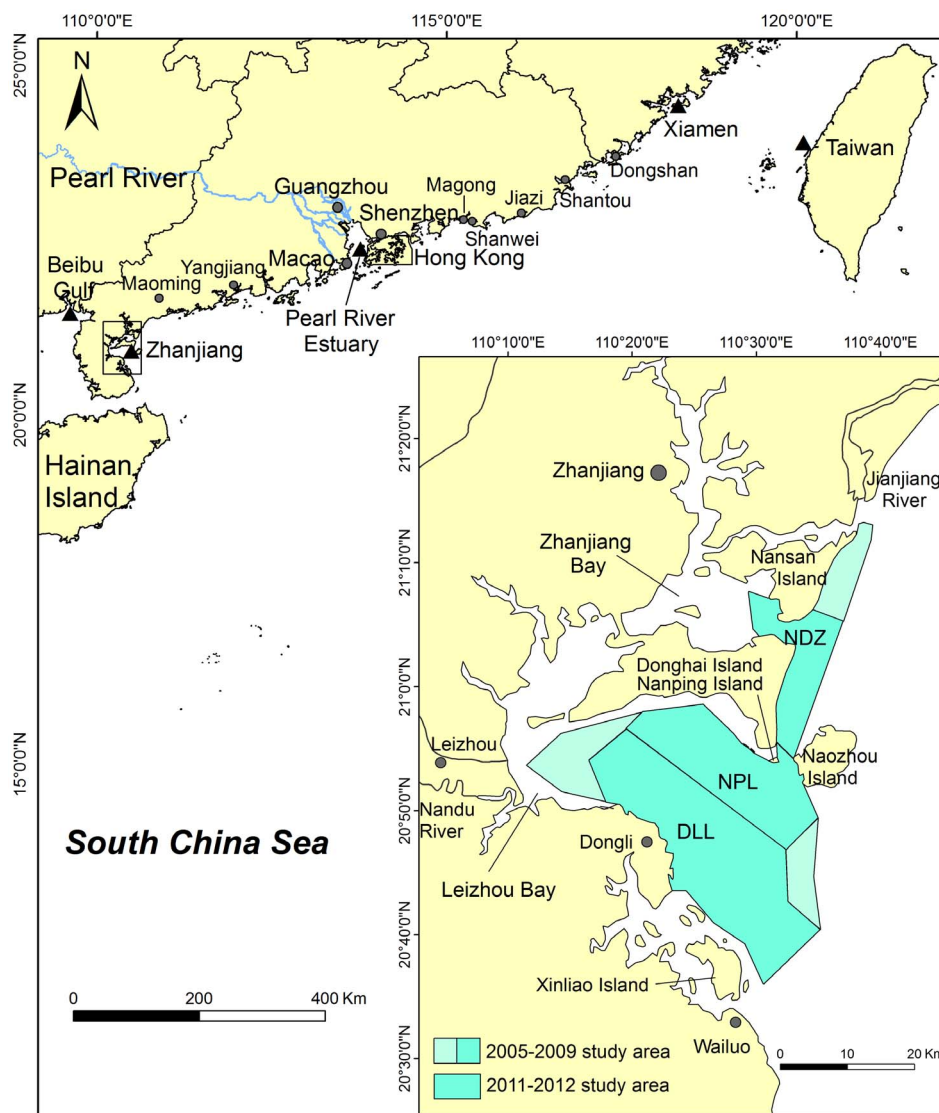 110°0'0"E
115°0'0"E
120°0'0"E
25°0'0"N
20°0'0"N
15°0'0"N
N
Xiamen
Taiwan
Dongshan
Pearl River
Guangzhou
Magong
Jiazi
Shantou
Shenzhen
Shanwei
Macao
Hong Kong
Beibu
Gulf
Yangjiang
Maoming
Pearl River
Estuary
Zhanjiang
Hainan
Island
South China Sea
0
200
400 Km
110°10'0"E
110°20'0"E
110°30'0"E
110°40'0"E
21°20'0"N
21°10'0"N
21°0'0"N
20°50'0"N
20°40'0"N
20°30'0"N
Zhanjiang
Jianjiang
River
Zhanjiang
Bay
Nansan
Island
NDZ
Donghai Island
Nanping Island
Leizhou
Naozhou
Island
NPL
Nandu
River
DLL
Dongli
Leizhou Bay
Xinliao Island
Wailuo
2005-2009 study area
2011-2012 study area
0
10
20 Km